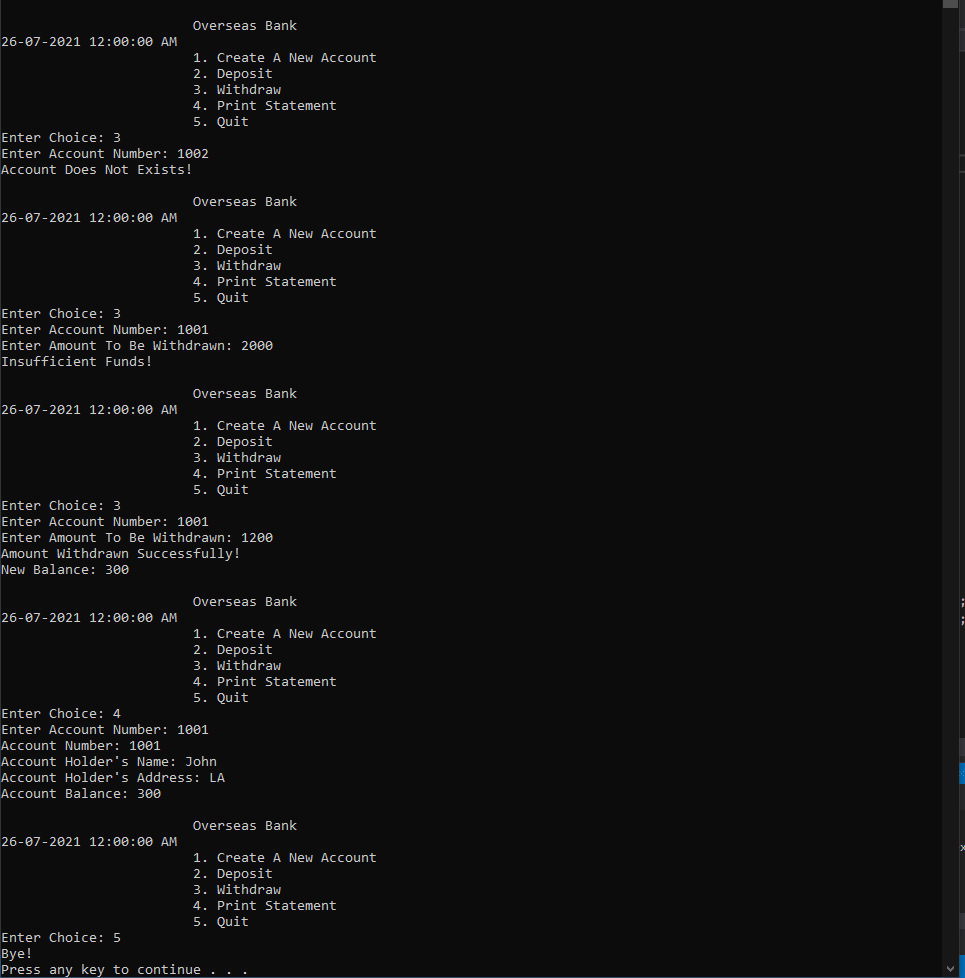 Overseas Bank
26-07-2021 12:00:00 AM
1. Create A New Account
2. Deposit
3. Withdraw
4. Print Statement
5. Quit
Enter Choice: 3
Enter Account Number: 1002
Account Does Not Exists!
Overseas Bank
26-07-2021 12:00:00 AM
1. Create A New Account
2. Deposit
3. Withdraw
4. Print Statement
5. Quit
Enter Choice: 3
Enter Account Number: 1001
Enter Amount To Be Withdrawn: 2000
Insufficient Funds!
Overseas Bank
26-07-2021 12:00:00 AM
1. Create A New Account
2. Deposit
3. Withdraw
4. Print Statement
5. Quit
Enter Choice: 3
Enter Account Number: 1001
Enter Amount To Be Withdrawn: 1200
Amount Withdrawn Successfully!
New Balance: 300
Overseas Bank
26-07-2021 12:00:00 AM
1. Create A New Account
2. Deposit
3. Withdraw
4. Print Statement
5. Quit
Enter Choice: 4
Enter Account Number: 1001
Account Number: 1001
Account Holder's Name: John
Account Holder's Address: LA
Account Balance: 300
Overseas Bank
26-07-2021 12:00:00 AM
1. Create A New Account
2. Deposit
3. Withdraw
4. Print Statement
5. Quit
Enter Choice: 5
Bye!
Press any key to continue . . .